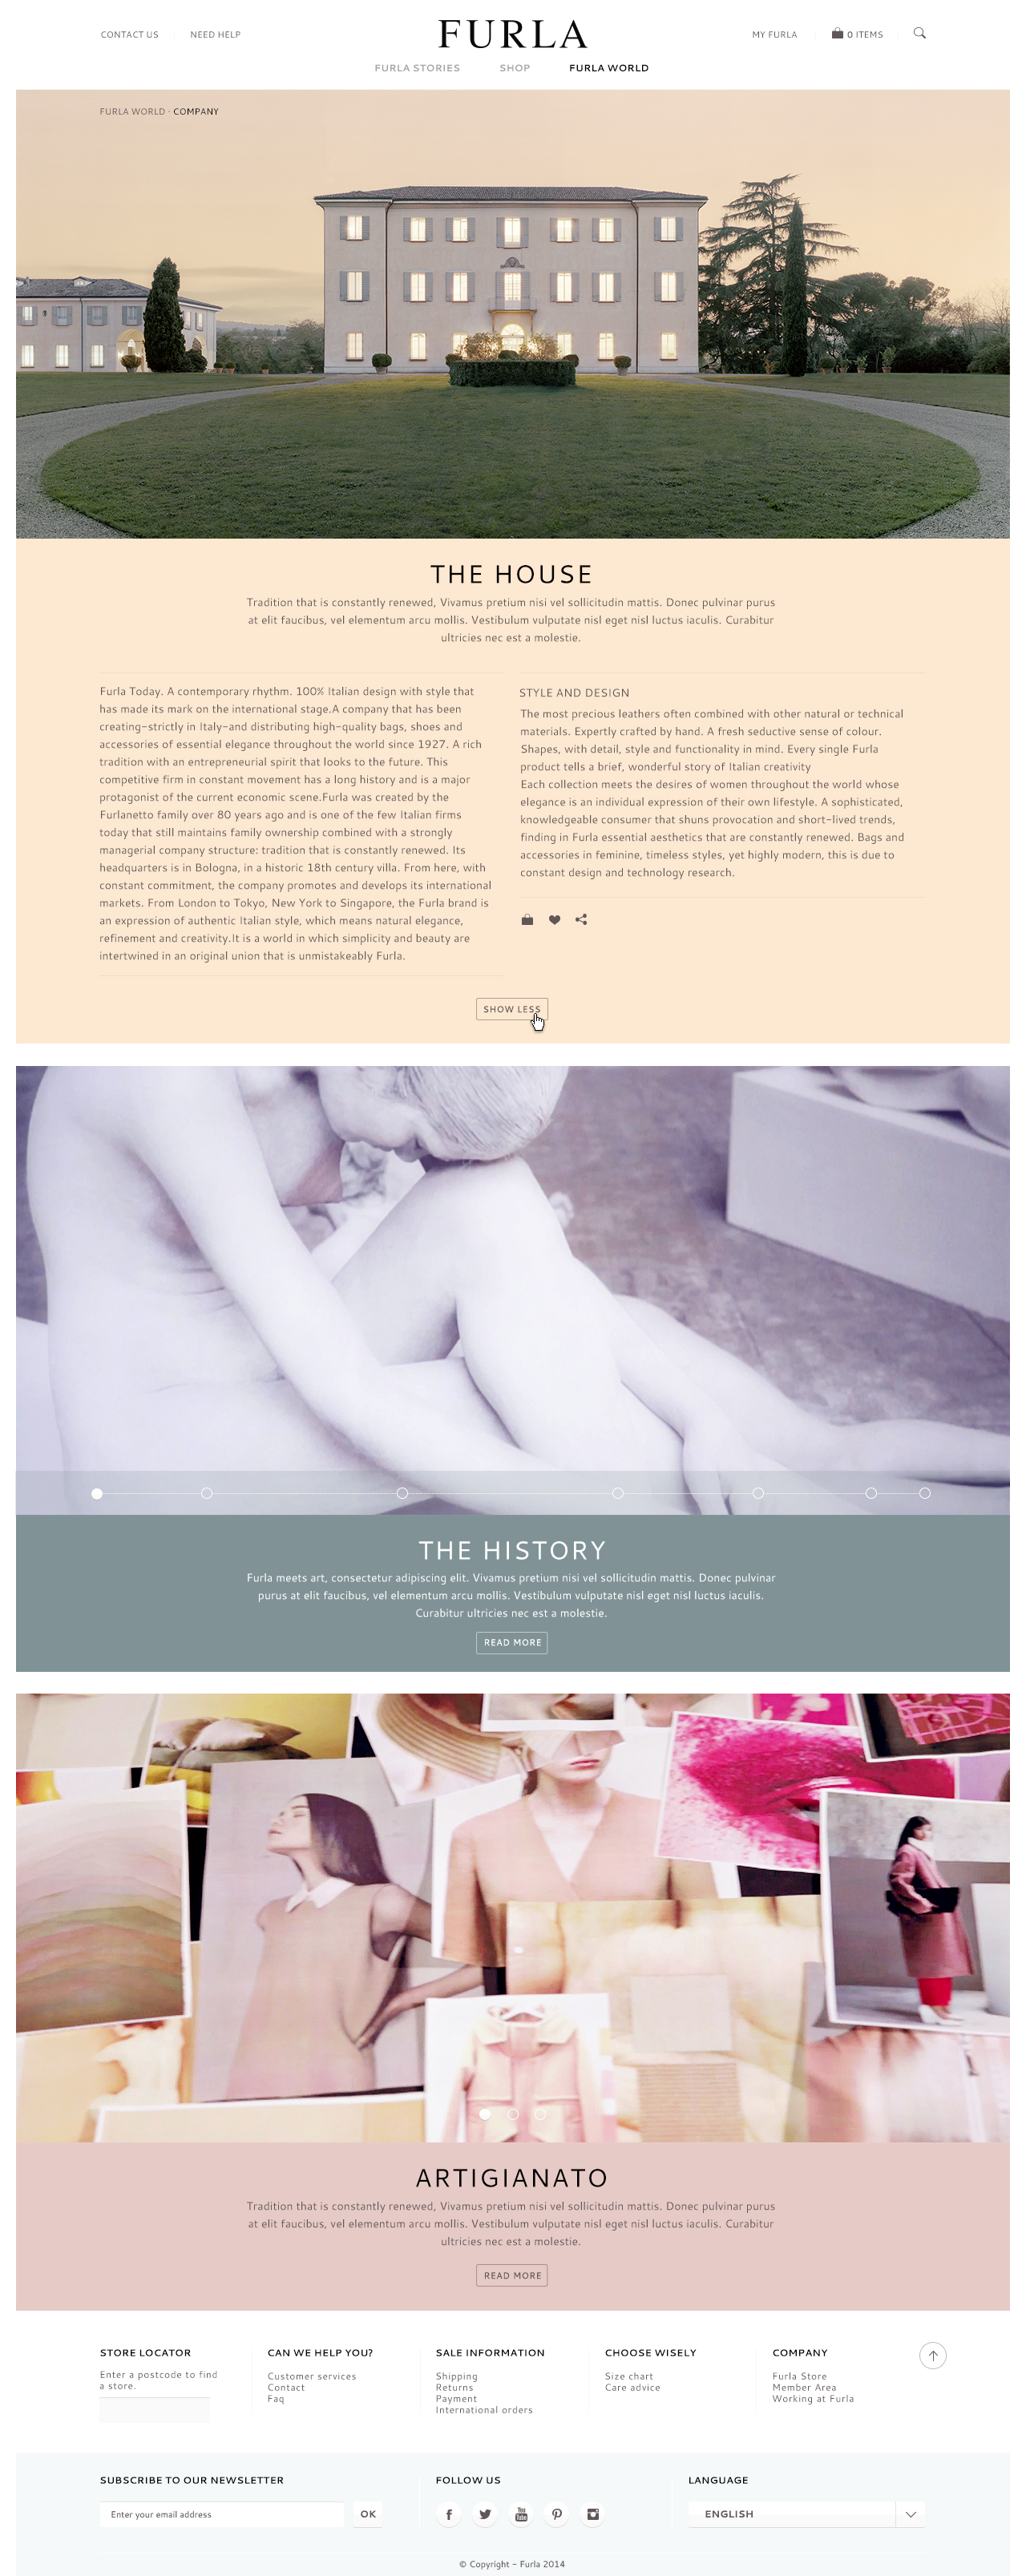 CONTACT US
NEED HELP
FURLA
MY FURLA
0 ITEMS
FURLA STORIES
SHOP
FURLA WORLD
FURLA WORLD · COMPANY
THE HOUSE
Tradition that is constantly renewed, Vivamus pretium nisi vel sollicitudin mattis. Donec pulvinar purus
at elit faucibus, vel elementum arcu mollis. Vestibulum vulputate nisl eget nisl luctus iaculis. Curabitur
ultricies nec est a molestie.
Furla Today. A contemporary rhythm. 100% Italian design with style that
has made its mark on the international stage.A company that has been
creating-strictly in Italy-and distributing high-quality bags, shoes and
accessories of essential elegance throughout the world since 1927. A rich
tradition with an entrepreneurial spirit that looks to the future. This
competitive firm in constant movement has a long history and is a major
protagonist of the current economic scene.Furla was created by the
Furlanetto family over 80 years ago and is one of the few Italian firms
today that still maintains family ownership combined with a strongly
managerial company structure: tradition that is constantly renewed. Its
headquarters is in Bologna, in a historic 18th century villa. From here, with
constant commitment, the company promotes and develops its international
markets. From London to Tokyo, New York to Singapore, the Furla brand is
an expression of authentic Italian style, which means natural elegance,
refinement and creativity.It is a world in which simplicity and beauty are
intertwined in an original union that is unmistakeably Furla.
STYLE AND DESIGN
The most precious leathers often combined with other natural or technical
materials. Expertly crafted by hand. A fresh seductive sense of colour.
Shapes, with detail, style and functionality in mind. Every single Furla
product tells a brief, wonderful story of Italian creativity
Each collection meets the desires of women throughout the world whose
elegance is an individual expression of their own lifestyle. A sophisticated,
knowledgeable consumer that shuns provocation and short-lived trends,
finding in Furla essential aesthetics that are constantly renewed. Bags and
accessories in feminine, timeless styles, yet highly modern, this is due to
constant design and technology research.
SHOW LESS
THE HISTORY
Furla meets art, consectetur adipiscing elit. Vivamus pretium nisi vel sollicitudin mattis. Donec pulvinar
purus at elit faucibus, vel elementum arcu mollis. Vestibulum vulputate nisl eget nisl luctus iaculis.
Curabitur ultricies nec est a molestie.
READ MORE
ARTIGIANATO
Tradition that is constantly renewed, Vivamus pretium nisi vel sollicitudin mattis. Donec pulvinar purus
at elit faucibus, vel elementum arcu mollis. Vestibulum vulputate nisl eget nisl luctus iaculis. Curabitur
ultricies nec est a molestie.
READ MORE
STORE LOCATOR
Enter a postcode to find
a store.
CAN WE HELP YOU?
Customer services
Contact
Faq
SALE INFORMATION
Shipping
Returns
Payment
International orders
CHOOSE WISELY
Size chart
Care advice
COMPANY
Furla Store
Member Area
Working at Furla
SUBSCRIBE TO OUR NEWSLETTER
Enter your email address
OK
FOLLOW US
You
Tube
LANGUAGE
ENGLISH
© Copyright - Furla 2014